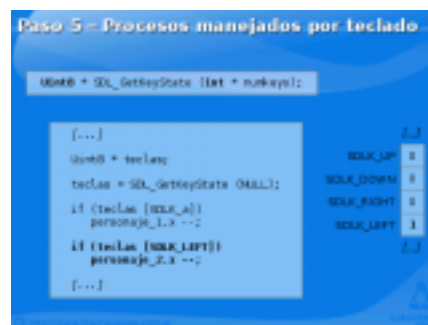 Paso 5 - Procesos manejados por teclado
Uint8 * SDL_GetKeyState (int * numkeys);
[...]
Uint8 * teclas;
teclas = SDL_GetKeyState (NULL);
if (teclas [SDLK_a])
personaje_1.x --;
if (teclas [SDLK_LEFT])
personaje_2.x --;
[...]
[...]
SDLK_UP 0
SDLK_DOWN 0
SDLK_RIGHT 0
SDLK_LEFT 1
[...]